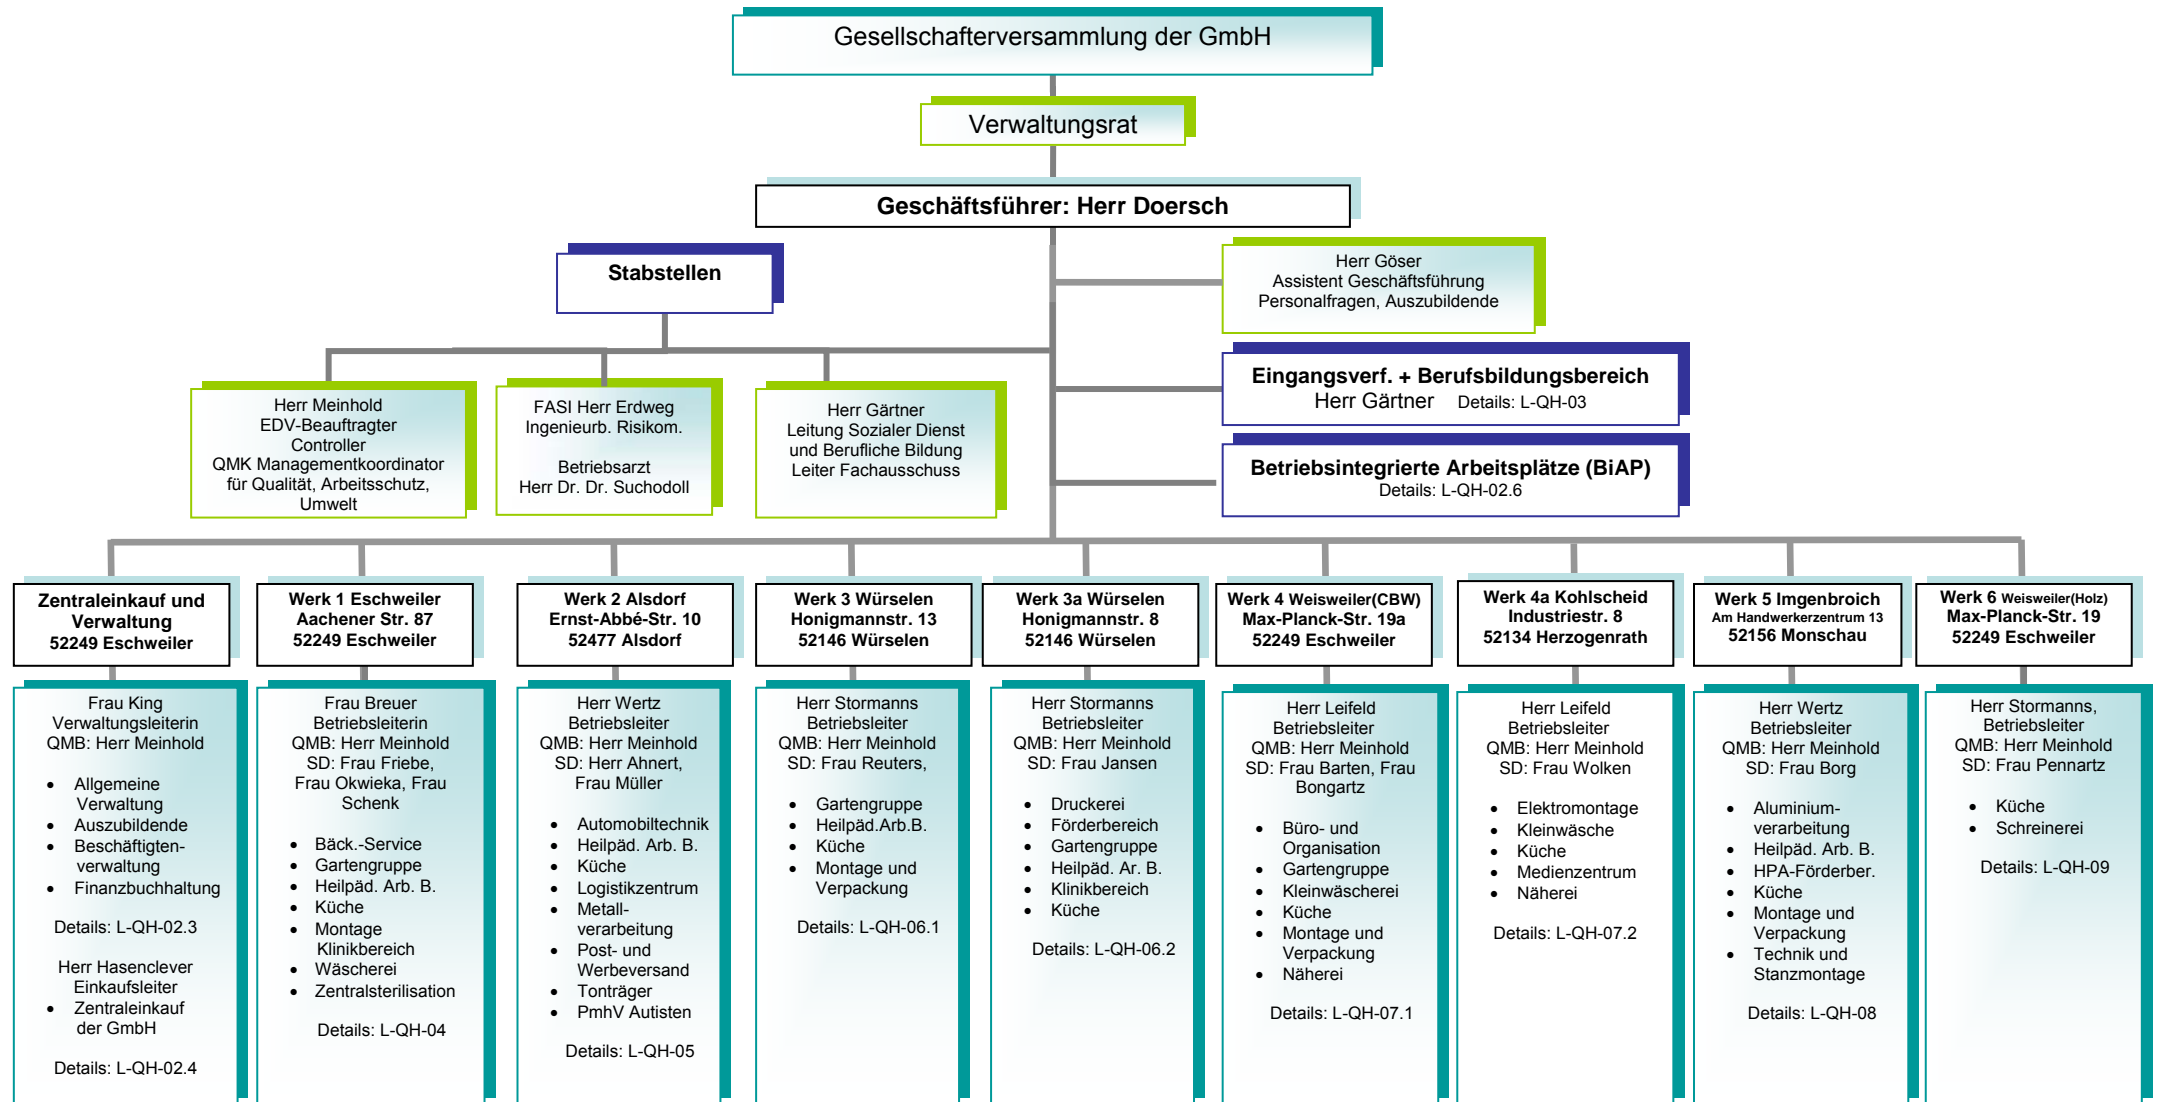 Gesellschafterversammlung der GmbH
Verwaltungsrat
Geschäftsführer: Herr Doersch
Stabstellen
Herr Göser
Assistent Geschäftsführung
Personalfragen, Auszubildende
Eingangsverf. + Berufsbildungsbereich
Herr Gärtner Details: L-QH-03
Betriebsintegrierte Arbeitsplätze (BiAP)
Details: L-QH-02.6
Herr Meinhold
EDV-Beauftragter
Controller
QMK Managementkoordinator
für Qualität, Arbeitsschutz,
Umwelt
FASI Herr Erdweg
Ingenieurb. Risikom.
Betriebsarzt
Herr Dr. Dr. Suchodoll
Herr Gärtner
Leitung Sozialer Dienst
und Berufliche Bildung
Leiter Fachausschuss
Zentraleinkauf und
Verwaltung
52249 Eschweiler
Frau King
Verwaltungsleiterin
QMB: Herr Meinhold
• Allgemeine
Verwaltung
• Auszubildende
• Beschäftigten-
verwaltung
• Finanzbuchhaltung
Details: L-QH-02.3
Herr Hasenclever
Einkaufsleiter
• Zentraleinkauf
der GmbH
Details: L-QH-02.4
Werk 1 Eschweiler
Aachener Str. 87
52249 Eschweiler
Frau Breuer
Betriebsleiterin
QMB: Herr Meinhold
SD: Frau Friebe,
Frau Okwieka, Frau
Schenk
• Bäck.-Service
• Gartengruppe
• Heilpäd. Arb. B.
• Küche
• Montage
Klinikbereich
• Wäscherei
• Zentralsterilisation
Details: L-QH-04
Werk 2 Alsdorf
Ernst-Abbé-Str. 10
52477 Alsdorf
Herr Wertz
Betriebsleiter
QMB: Herr Meinhold
SD: Herr Ahnert,
Frau Müller
• Automobiltechnik
• Heilpäd. Arb. B.
• Küche
• Logistikzentrum
• Metall-
verarbeitung
• Post- und
Werbeversand
• Tonträger
• PmhV Autisten
Details: L-QH-05
Werk 3 Würselen
Honigmannstr. 13
52146 Würselen
Herr Stormanns
Betriebsleiter
QMB: Herr Meinhold
SD: Frau Reuters,
• Gartengruppe
• Heilpäd.Arb.B.
• Küche
• Montage und
Verpackung
Details: L-QH-06.1
Werk 3a Würselen
Honigmannstr. 8
52146 Würselen
Herr Stormanns
Betriebsleiter
QMB: Herr Meinhold
SD: Frau Jansen
• Druckerei
• Förderbereich
• Gartengruppe
• Heilpäd. Ar. B.
• Klinikbereich
• Küche
Details: L-QH-06.2
Werk 4 Weisweiler(CBW)
Max-Planck-Str. 19a
52249 Eschweiler
Herr Leifeld
Betriebsleiter
QMB: Herr Meinhold
SD: Frau Barten, Frau
Bongartz
• Büro- und
Organisation
• Gartengruppe
• Kleinwäscherei
• Küche
• Montage und
Verpackung
• Näherei
Details: L-QH-07.1
Werk 4a Kohlscheid
Industriestr. 8
52134 Herzogenrath
Herr Leifeld
Betriebsleiter
QMB: Herr Meinhold
SD: Frau Wolken
• Elektromontage
• Kleinwäsche
• Küche
• Medienzentrum
• Näherei
Details: L-QH-07.2
Werk 5 Imgenbroich
Am Handwerkerzentrum 13
52156 Monschau
Herr Wertz
Betriebsleiter
QMB: Herr Meinhold
SD: Frau Borg
• Aluminium-
verarbeitung
• Heilpäd. Arb. B.
• HPA-Förderber.
• Küche
• Montage und
Verpackung
• Technik und
Stanzmontage
Details: L-QH-08
Werk 6 Weisweiler(Holz)
Max-Planck-Str. 19
52249 Eschweiler
Herr Stormanns,
Betriebsleiter
QMB: Herr Meinhold
SD: Frau Pennartz
• Küche
• Schreinerei
Details: L-QH-09